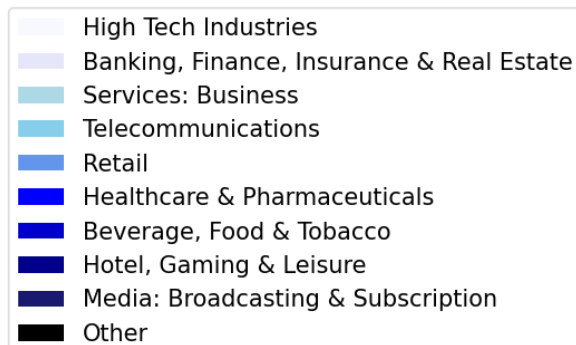 High Tech Industries
Banking, Finance, Insurance & Real Estate
Services: Business
Telecommunications
Retail
Healthcare & Pharmaceuticals
Beverage, Food & Tobacco
Hotel, Gaming & Leisure
Media: Broadcasting & Subscription
Other